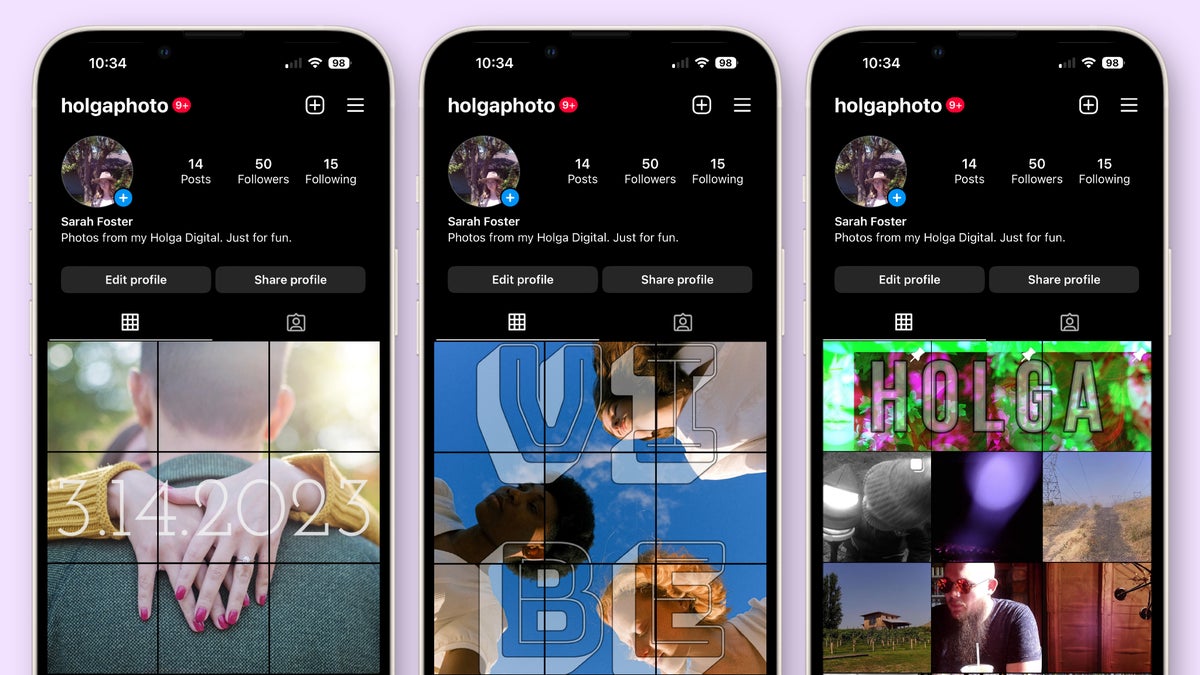 10:34 98
holgaphoto 9+
14 50 15
Posts Followers Following
Sarah Foster
Photos from my Holga Digital. Just for fun.
Edit profile Share profile
3.14.2023
10:34 98
holgaphoto 9+
14 50 15
Posts Followers Following
Sarah Foster
Photos from my Holga Digital. Just for fun.
Edit profile Share profile
VI
BE
10:34 98
holgaphoto 9+
14 50 15
Posts Followers Following
Sarah Foster
Photos from my Holga Digital. Just for fun.
Edit profile Share profile
HOLGA